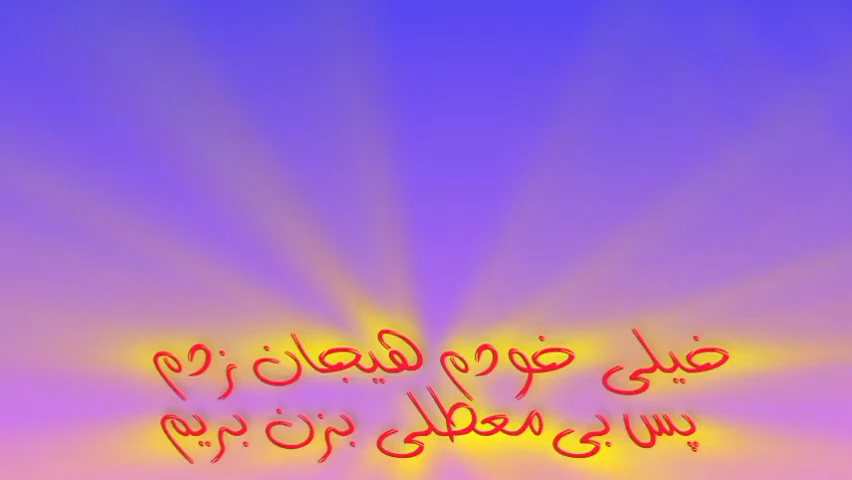 خیلی خودم هیجان زدم
پس بی معطلی بزن بریم